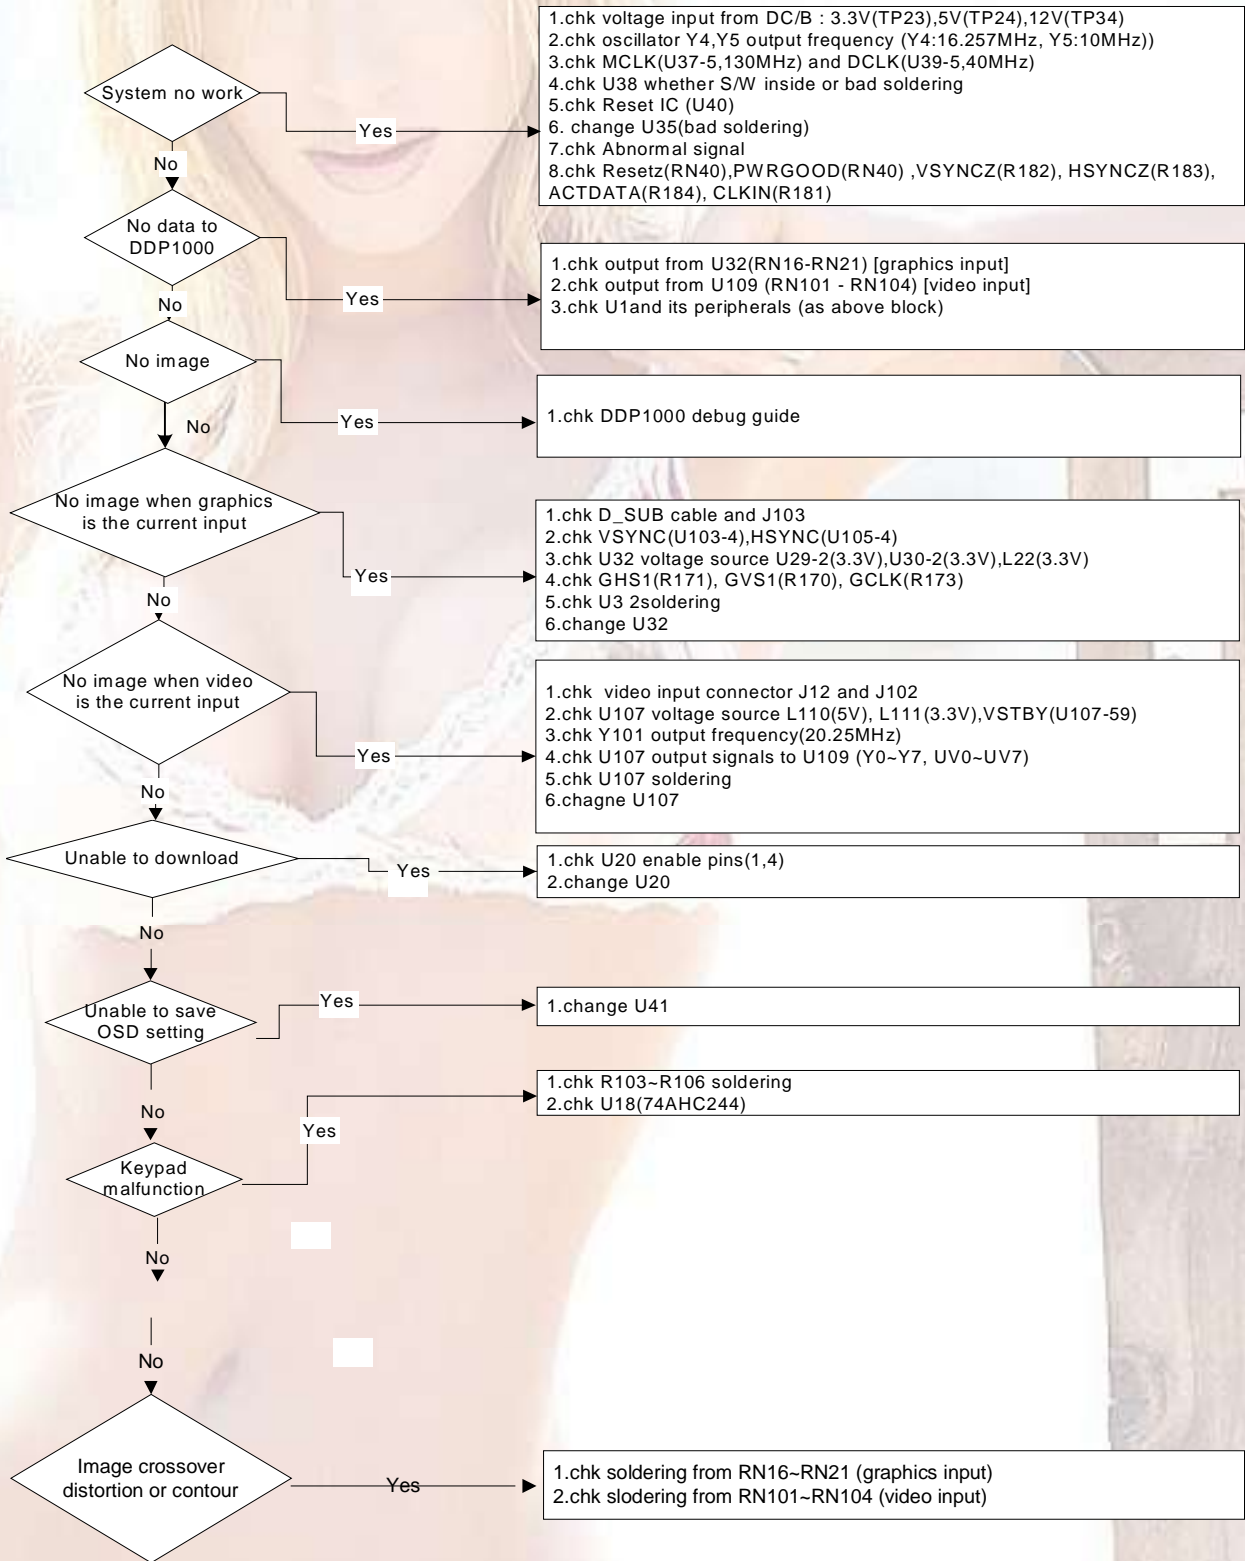 System no work
Yes
1.chk voltage input from DC/B : 3.3V(TP23),5V(TP24),12V(TP34)
2.chk oscillator Y4,Y5 output frequency (Y4:16.257MHz, Y5:10MHz))
3.chk MCLK(U37-5,130MHz) and DCLK(U39-5,40MHz)
4.chk U38 whether S/W inside or bad soldering
5.chk Reset IC (U40)
6. change U35(bad soldering)
7.chk Abnormal signal
8.chk Resetz(RN40),PWRGOOD(RN40) ,VSYNCZ(R182), HSYNCZ(R183),
ACTDATA(R184), CLKIN(R181)
No
No data to
DDP1000
Yes
1.chk output from U32(RN16-RN21) [graphics input]
2.chk output from U109 (RN101 - RN104) [video input]
3.chk U1and its peripherals (as above block)
No
No image
Yes
1.chk DDP1000 debug guide
No
No image when graphics
is the current input
Yes
1.chk D_SUB cable and J103
2.chk VSYNC(U103-4),HSYNC(U105-4)
3.chk U32 voltage source U29-2(3.3V),U30-2(3.3V),L22(3.3V)
4.chk GHS1(R171), GVS1(R170), GCLK(R173)
5.chk U3 2soldering
6.change U32
No
No image when video
is the current input
Yes
1.chk  video input connector J12 and J102
2.chk U107 voltage source L110(5V), L111(3.3V),VSTBY(U107-59)
3.chk Y101 output frequency(20.25MHz)
4.chk U107 output signals to U109 (Y0~Y7, UV0~UV7)
5.chk U107 soldering
6.chagne U107
No
Unable to download
Yes
1.chk U20 enable pins(1,4)
2.change U20
No
Unable to save
OSD setting
Yes
1.change U41
No
Keypad
malfunction
Yes
1.chk R103~R106 soldering
2.chk U18(74AHC244)
No
No
Image crossover
distortion or contour
Yes
1.chk soldering from RN16~RN21 (graphics input)
2.chk slodering from RN101~RN104 (video input)